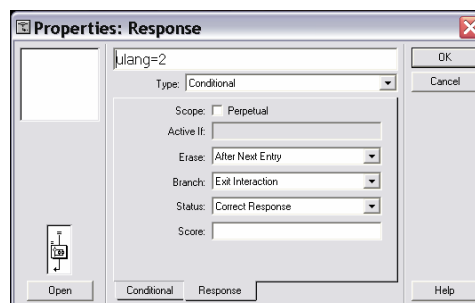 Properties: Response
ulang=2
OK
Type: Conditional
Cancel
Scope: Perpetual
Active If:
Erase: After Next Entry
Branch: Exit Interaction
Status: Correct Response
Score:
Open
Conditional
Response
Help